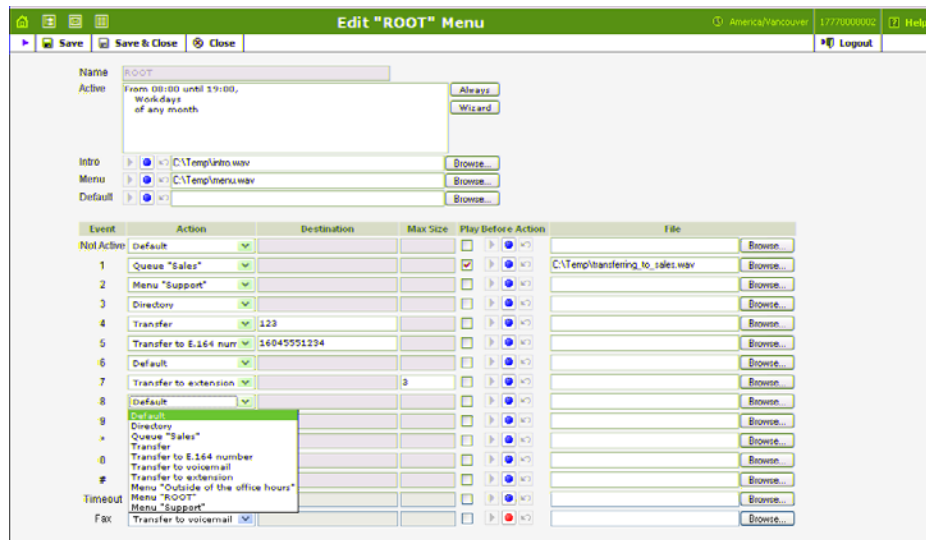 Edit "ROOT" Menu
America/Vancouver
17770000002
Help
Save
Save & Close
Close
Logout
Name
ROOT
Active
From 08:00 until 19:00,
Workdays
of any month
Always
Wizard
Intro
C:\Temp\intro.wav
Browse...
Menu
C:\Temp\menu.wav
Browse...
Default
Browse...
Event Action Destination Max Size Play Before Action File
Not Active Default Browse...
1 Queue "Sales" C:\Temp\transferring_to_sales.wav Browse...
2 Menu "Support" Browse...
3 Directory Browse...
4 Transfer 123 Browse...
5 Transfer to E.164 num 16045551234 Browse...
6 Default Browse...
7 Transfer to extension 3 Browse...
8 Default Browse...
9 Browse...
* Browse...
0 Browse...
# Browse...
Default
Directory
Queue "Sales"
Transfer
Transfer to E.164 number
Transfer to voicemail
Transfer to extension
Menu "Outside of the office hours"
Menu "ROOT"
Menu "Support"
Timeout Browse...
Fax Transfer to voicemail Browse...